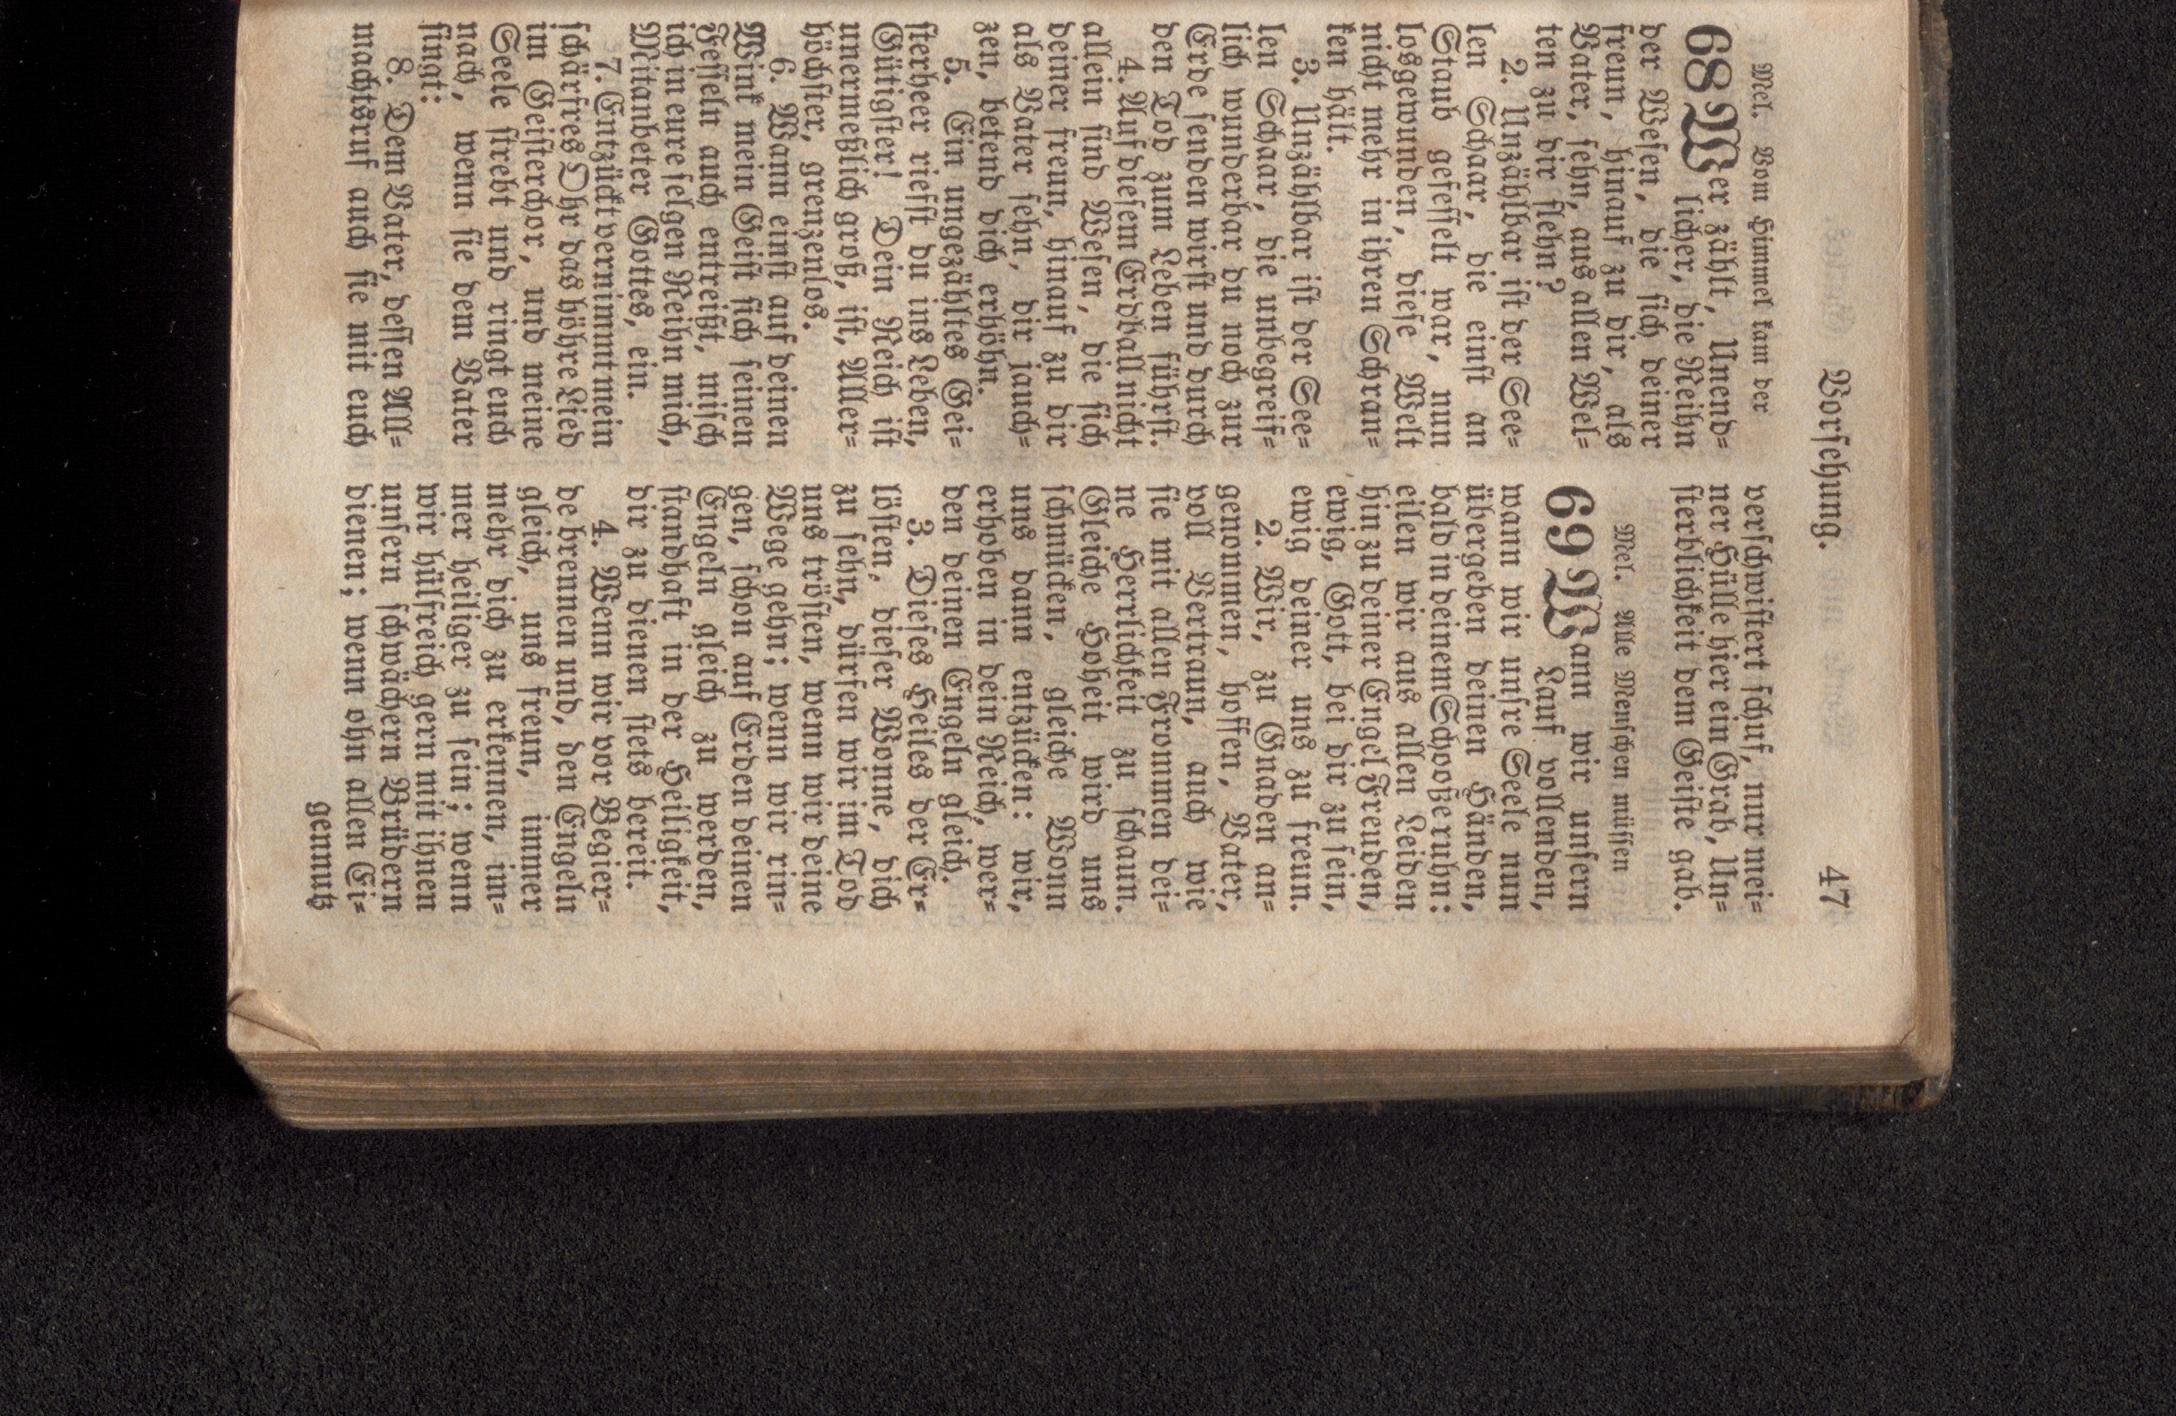 Vorsehung. 47
Mel. Vom Himmel kam der
68 Wer zählt, Unend-
licher, die Reihn
der Wesen, die sich deiner
freun, hinauf zu dir, als
Vater, sehn, aus allen Wel-
ten zu dir flehn?
2. Unzählbar ist der See-
len Schaar, die einst an
Staub gefesselt war, nun
losgewunden, diese Welt
nicht mehr in ihren Schran-
ken hält.
3. Unzählbar ist der See-
len Schaar, die unbegreif-
lich wunderbar du noch zur
Erde senden wirst und durch
den Tod zum Leben führst.
4. Auf diesem Erdball nicht
allein sind Wesen, die sich
deiner freun, hinauf zu dir
als Vater sehn, dir jauch-
zen, betend dich erhöhn.
5. Ein ungezähltes Gei-
sterheer riefst du ins Leben,
Gütigster! Dein Reich ist
unermeßlich groß, ist, Aller-
höchster, grenzenlos.
6. Wann einst auf deinen
Wink mein Geist sich seinen
Fesseln auch entreißt, misch
ich in eure selgen Reihn mich,
Mitanbeter Gottes, ein.
7. Entzückt vernimmt mein
schärfres Ohr das höhre Lied
im Geisterchor, und meine
Seele strebt und ringt euch
nach, wenn sie dem Vater
singt:
8. Dem Vater, dessen All-
machtsruf auch sie mit euch
verschwistert schuf, nur mei-
ner Hülle hier ein Grab, Un-
sterblichkeit dem Geiste gab.
Mel. Alle Menschen müssen
69 Wann wir unsern
Lauf vollenden,
wann wir unsre Seele nun
übergeben deinen Händen,
bald in deinem Schooße ruhn:
eilen wir aus allen Leiden
hin zu deiner Engel Freuden,
ewig, Gott, bei dir zu sein,
ewig deiner uns zu freun.
2. Wir, zu Gnaden an-
genommen, hoffen, Vater,
voll Vertraun, auch wie
sie mit allen Frommen dei-
ne Herrlichkeit zu schaun.
Gleiche Hoheit wird uns
schmücken, gleiche Wonn
uns dann entzücken: wir,
erhoben in dein Reich, wer-
den deinen Engeln gleich.
3. Dieses Heiles der Er-
lösten, dieser Wonne, dich
zu sehn, dürfen wir im Tod
uns trösten, wenn wir deine
Wege gehn; wenn wir rin-
gen, schon auf Erden deinen
Engeln gleich zu werden,
standhaft in der Heiligkeit,
dir zu dienen stets bereit.
4. Wenn wir vor Begier-
de brennen und, den Engeln
gleich, uns freun, immer
mehr dich zu erkennen, im-
mer heiliger zu sein; wenn
wir hülfreich gern mit ihnen
unsern schwächern Brüdern
dienen; wenn ohn allen Ei-
gennutz